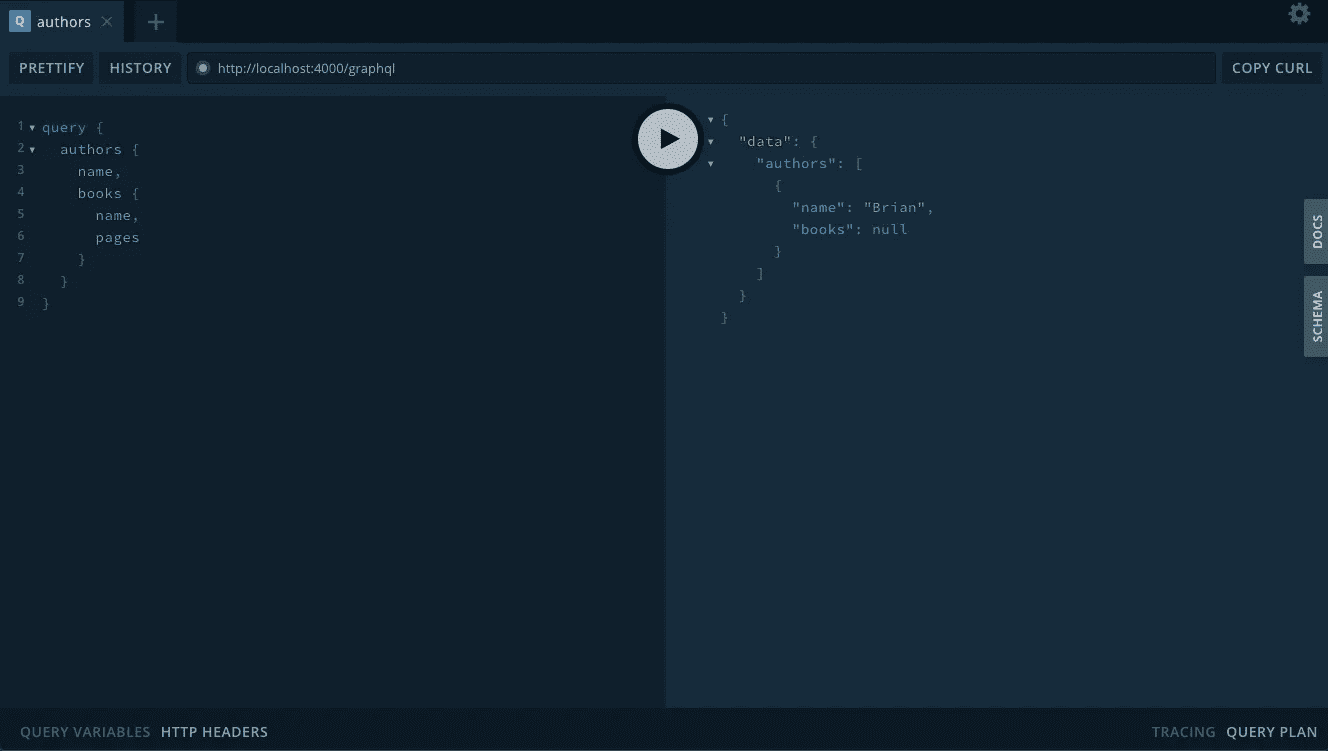 Q authors
PRETTIFY HISTORY http://localhost:4000/graphql COPY CURL
1 query {
2 authors {
3 name,
4 books {
5 name,
6 pages
7 }
8 }
9 }
{
"data": {
"authors": [
{
"name": "Brian",
"books": null
}
]
}
}
DOCS
SCHEMA
QUERY VARIABLES HTTP HEADERS
TRACING QUERY PLAN